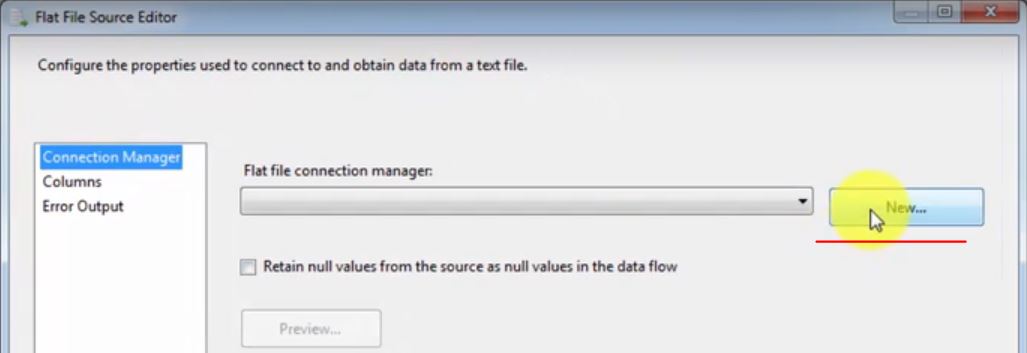 Flat File Source Editor
Configure the properties used to connect to and obtain data from a text file.
Connection Manager
Columns
Error Output
Flat file connection manager:
New...
Retain null values from the source as null values in the data flow
Preview...